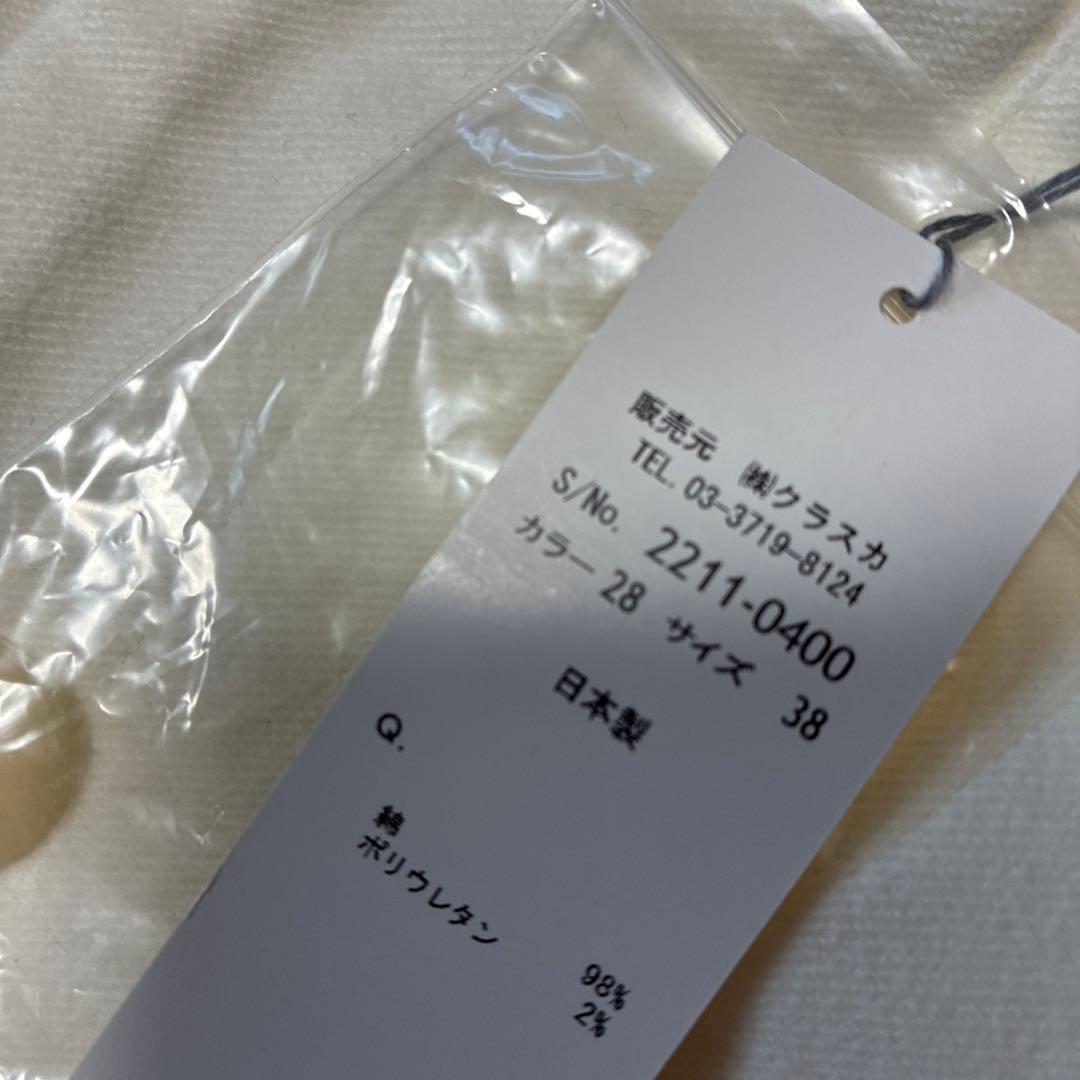 販売元 ㈱クラスカ
TEL. 03-3719-8124
S/No. 2211-0400
カラー 28 サイズ 38
日本製
Q.
綿 98%
ポリウレタン 2%